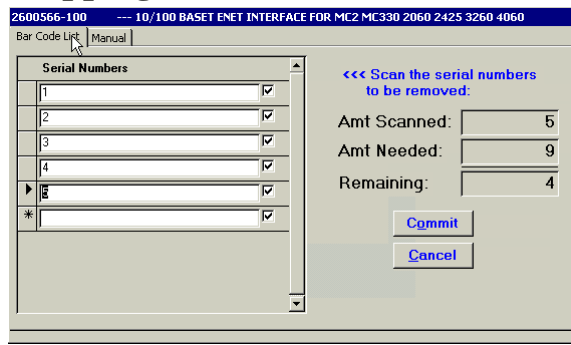 2600566-100 --- 10/100 BASET ENET INTERFACE FOR MC2 MC330 2060 2425 3260 4060
Bar Code List Manual
Serial Numbers
1
2
3
4
5
*
<<< Scan the serial numbers
to be removed:
Amt Scanned: 5
Amt Needed: 9
Remaining: 4
Commit
Cancel